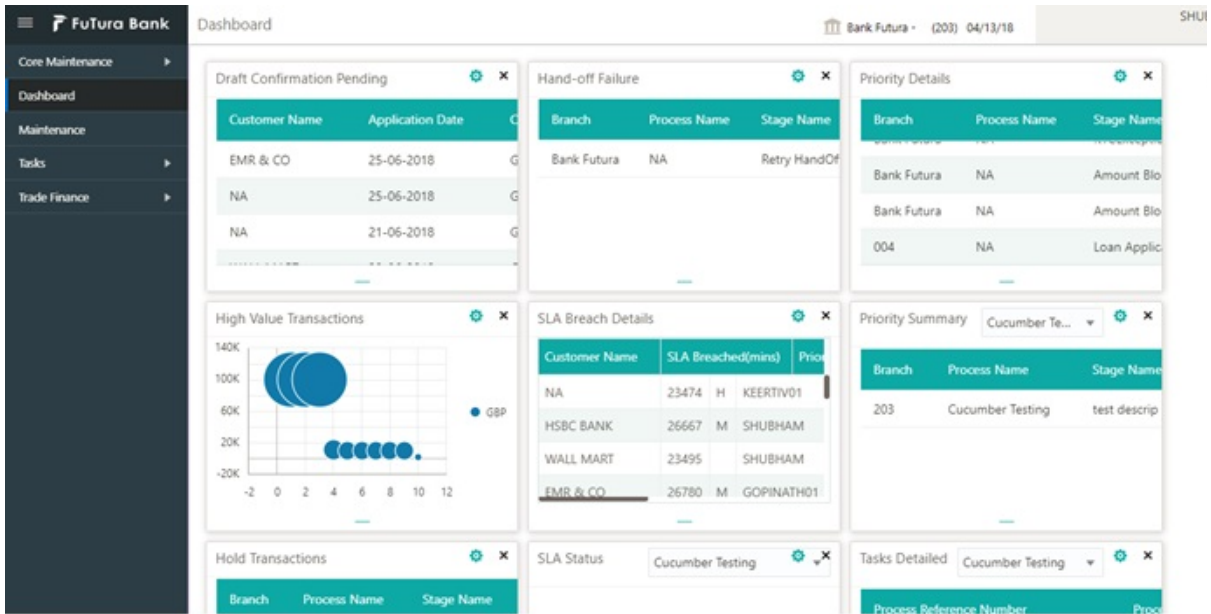 FuTura Bank
Dashboard
Bank Futura - (203) 04/13/18
SHUB
Core Maintenance
Dashboard
Maintenance
Tasks
Trade Finance
Draft Confirmation Pending
Customer Name Application Date C
EMR & CO 25-06-2018 G
NA 25-06-2018 G
NA 21-06-2018 G
Hand-off Failure
Branch Process Name Stage Name
Bank Futura NA Retry HandOf
Priority Details
Branch Process Name Stage Name
Bank Futura NA Amount Blo
Bank Futura NA Amount Blo
004 NA Loan Applic
High Value Transactions
140K
100K
60K
20K
-20K
-2 0 2 4 6 8 10 12
GBP
SLA Breach Details
Customer Name SLA Breached(mins) Prior
NA 23474 H KEERTIV01
HSBC BANK 26667 M SHUBHAM
WALL MART 23495 SHUBHAM
EMR & CO 26780 M GOPINATH01
Priority Summary Cucumber Te...
Branch Process Name Stage Name
203 Cucumber Testing test descrip
Hold Transactions
Branch Process Name Stage Name
SLA Status Cucumber Testing
Tasks Detailed Cucumber Testing
Process Reference Number Proce